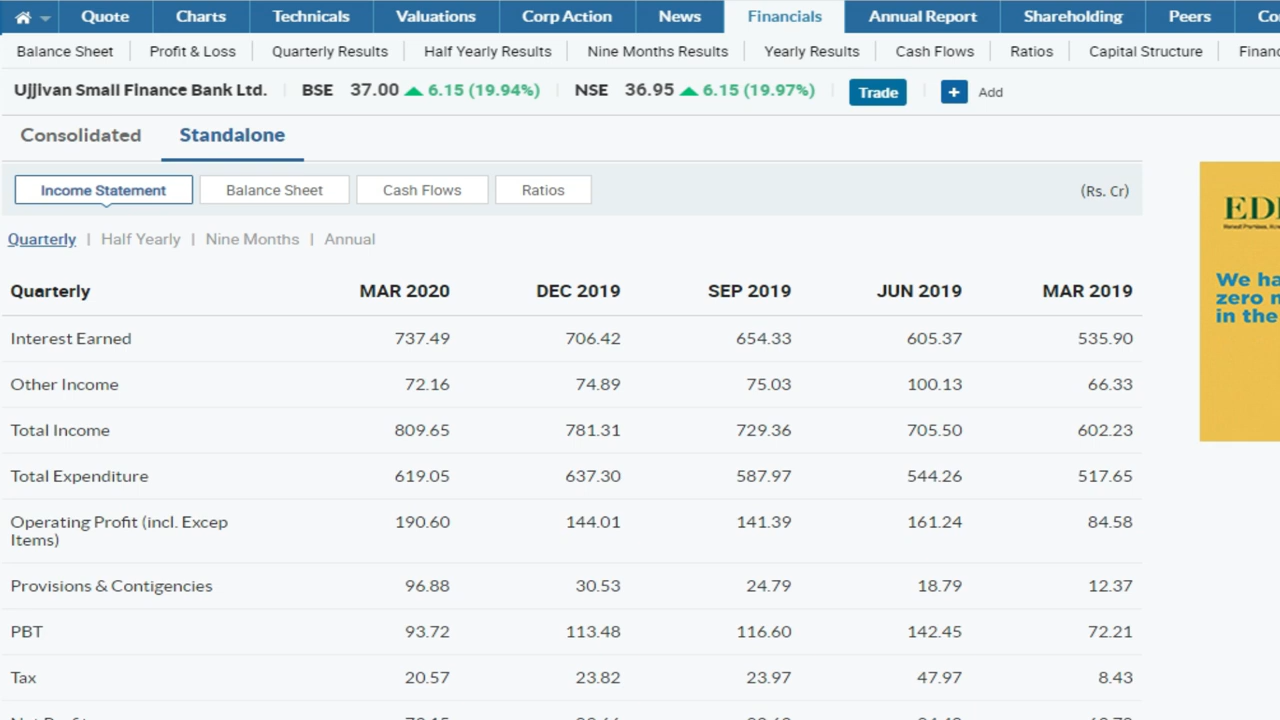 Quote Charts Technicals Valuations Corp Action News Financials Annual Report Shareholding Peers
Balance Sheet Profit & Loss Quarterly Results Half Yearly Results Nine Months Results Yearly Results Cash Flows Ratios Capital Structure
Ujjivan Small Finance Bank Ltd. BSE 37.00 6.15 (19.94%) NSE 36.95 6.15 (19.97%) Trade + Add
Consolidated Standalone
Income Statement Balance Sheet Cash Flows Ratios (Rs. Cr)
Quarterly | Half Yearly | Nine Months | Annual
Quarterly MAR 2020 DEC 2019 SEP 2019 JUN 2019 MAR 2019
Interest Earned 737.49 706.42 654.33 605.37 535.90
Other Income 72.16 74.89 75.03 100.13 66.33
Total Income 809.65 781.31 729.36 705.50 602.23
Total Expenditure 619.05 637.30 587.97 544.26 517.65
Operating Profit (incl. Excep
Items) 190.60 144.01 141.39 161.24 84.58
Provisions & Contigencies 96.88 30.53 24.79 18.79 12.37
PBT 93.72 113.48 116.60 142.45 72.21
Tax 20.57 23.82 23.97 47.97 8.43
We ha
zero
in the